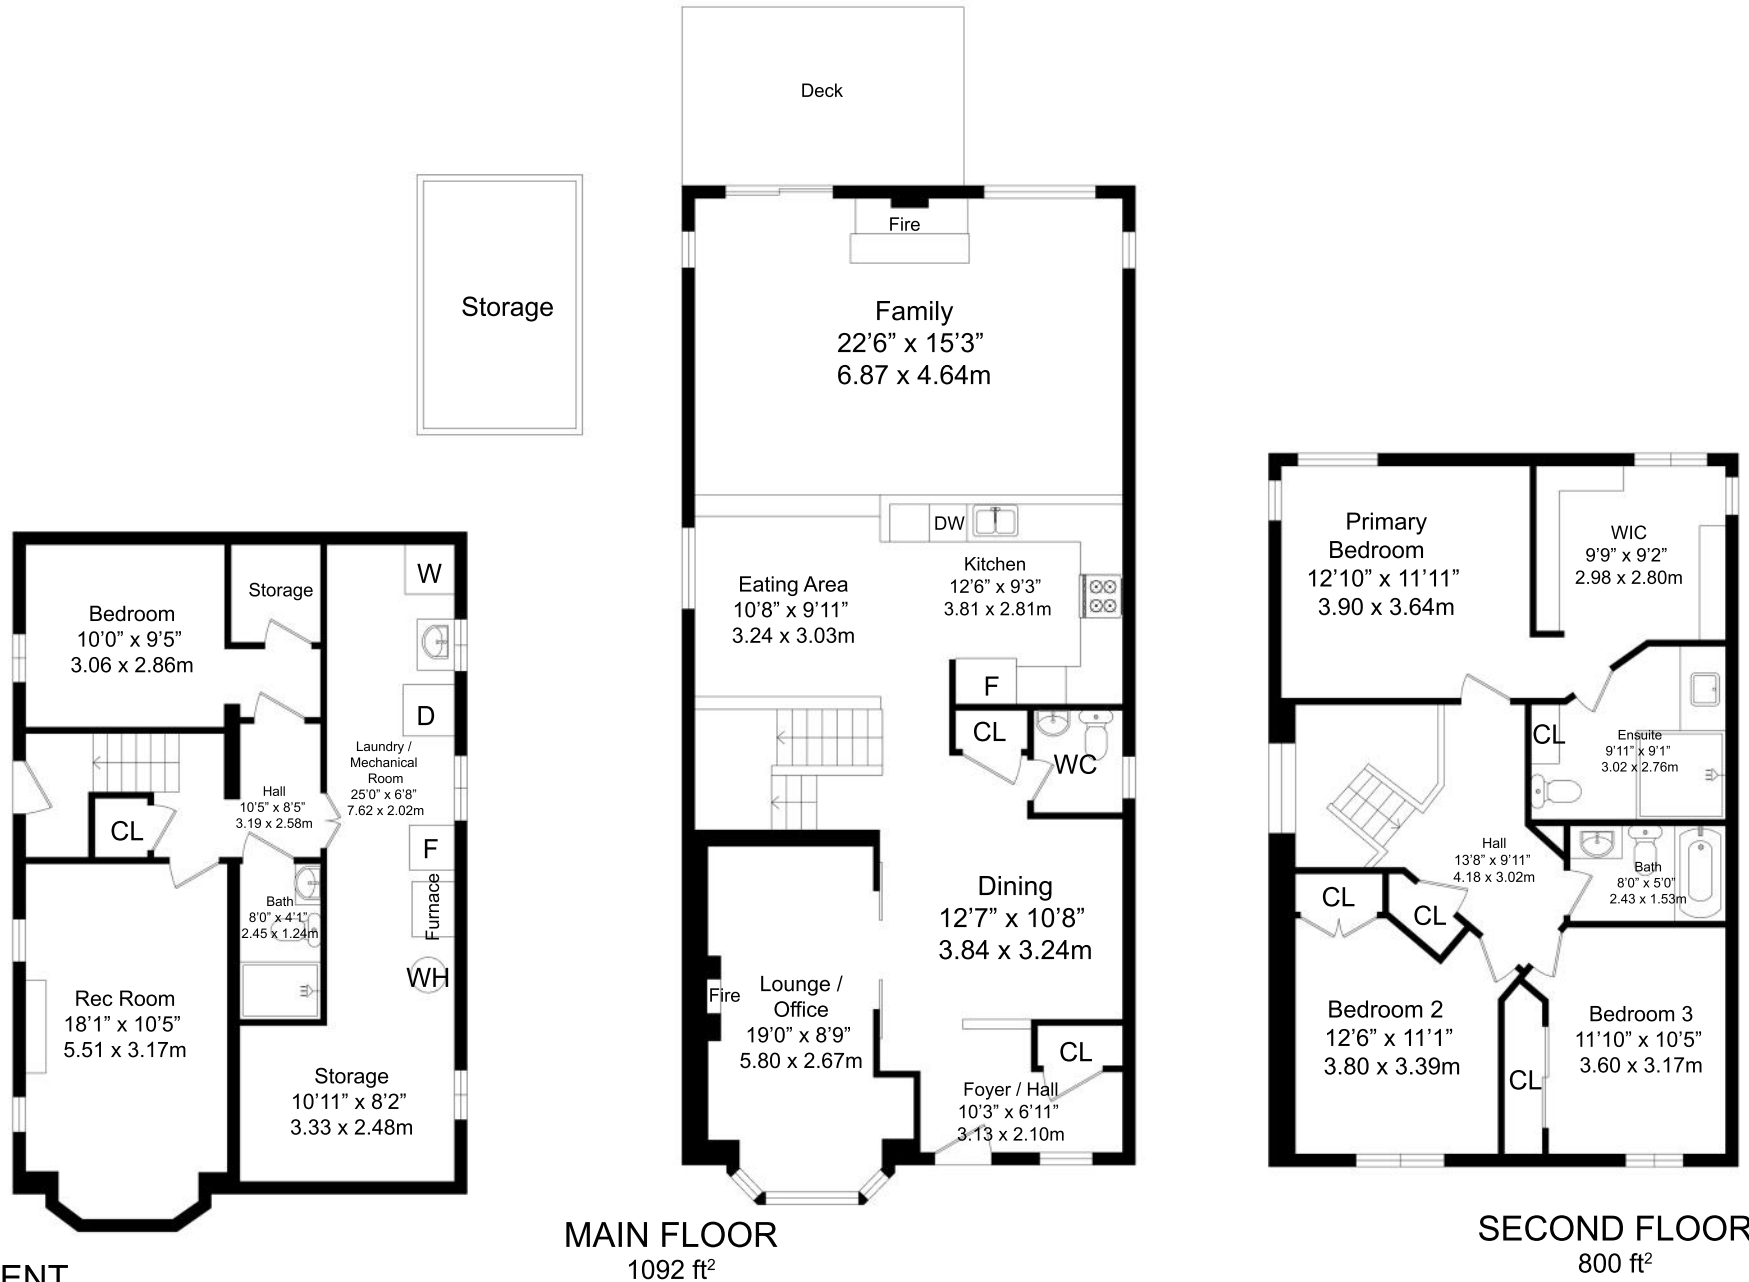 Deck
Fire
Family
22’6” x 15’3”
6.87 x 4.64m
Storage
DW
Kitchen
12’6” x 9’3”
3.81 x 2.81m
Eating Area
10’8” x 9’11”
3.24 x 3.03m
F
CL
WC
Dining
12’7” x 10’8”
3.84 x 3.24m
Fire
Lounge /
Office
19’0” x 8’9”
5.80 x 2.67m
CL
Foyer / Hall
10’3” x 6’11”
3.13 x 2.10m
MAIN FLOOR
1092 ft²
Bedroom
10’0” x 9’5”
3.06 x 2.86m
Storage
W
D
Laundry /
Mechanical
Room
25’0” x 6’8”
7.62 x 2.02m
Hall
10’5” x 8’5”
3.19 x 2.58m
CL
F
Furnace
WH
Bath
8’0” x 4’1”
2.45 x 1.24m
Rec Room
18’1” x 10’5”
5.51 x 3.17m
Storage
10’11” x 8’2”
3.33 x 2.48m
ENT
Primary
Bedroom
12’10” x 11’11”
3.90 x 3.64m
WIC
9’9” x 9’2”
2.98 x 2.80m
CL
Ensuite
9’11” x 9’1”
3.02 x 2.76m
Hall
13’8” x 9’11”
4.18 x 3.02m
Bath
8’0” x 5’0”
2.43 x 1.53m
CL
CL
Bedroom 2
12’6” x 11’1”
3.80 x 3.39m
CL
Bedroom 3
11’10” x 10’5”
3.60 x 3.17m
SECOND FLOOR
800 ft²